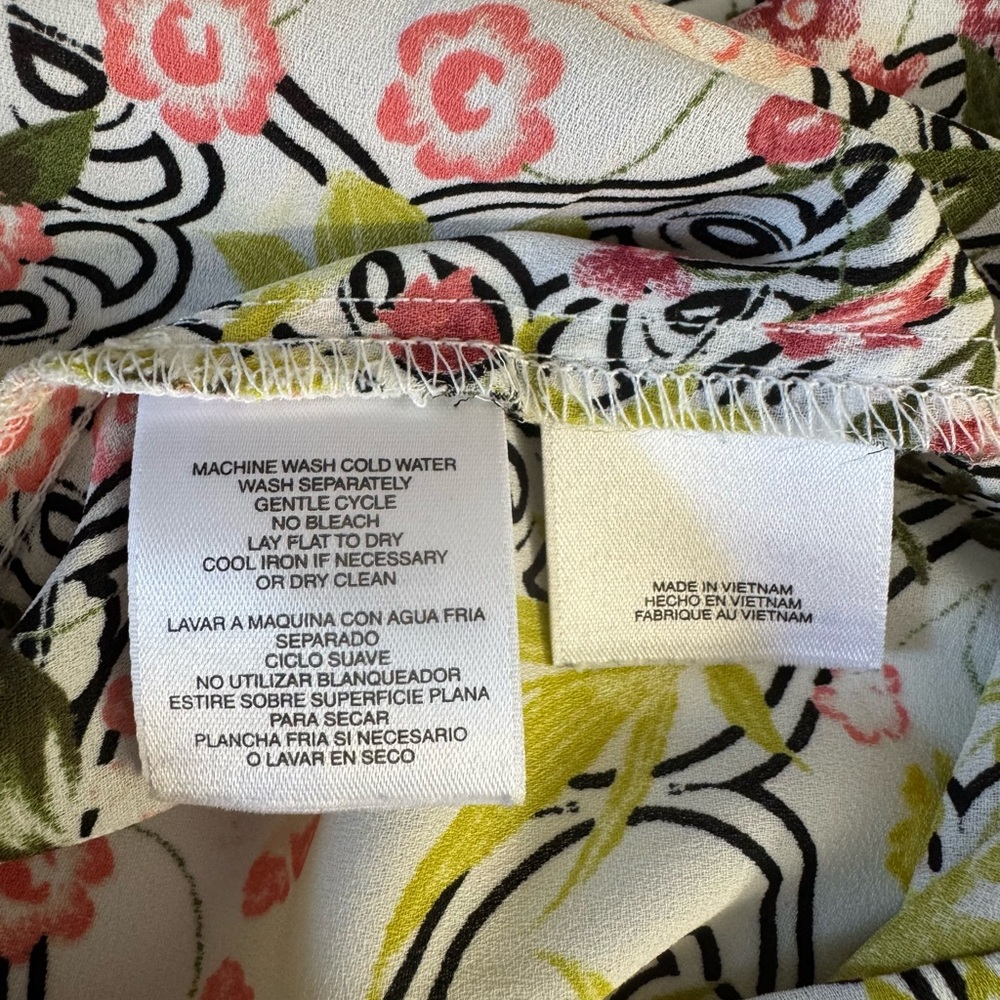 MACHINE WASH COLD WATER
WASH SEPARATELY
GENTLE CYCLE
NO BLEACH
LAY FLAT TO DRY
COOL IRON IF NECESSARY
OR DRY CLEAN
LAVAR A MAQUINA CON AGUA FRIA
SEPARADO
CICLO SUAVE
NO UTILIZAR BLANQUEADOR
ESTIRE SOBRE SUPERFICIE PLANA
PARA SECAR
PLANCHA FRIA SI NECESARIO
O LAVAR EN SECO
MADE IN VIETNAM
HECHO EN VIETNAM
FABRIQUE AU VIETNAM